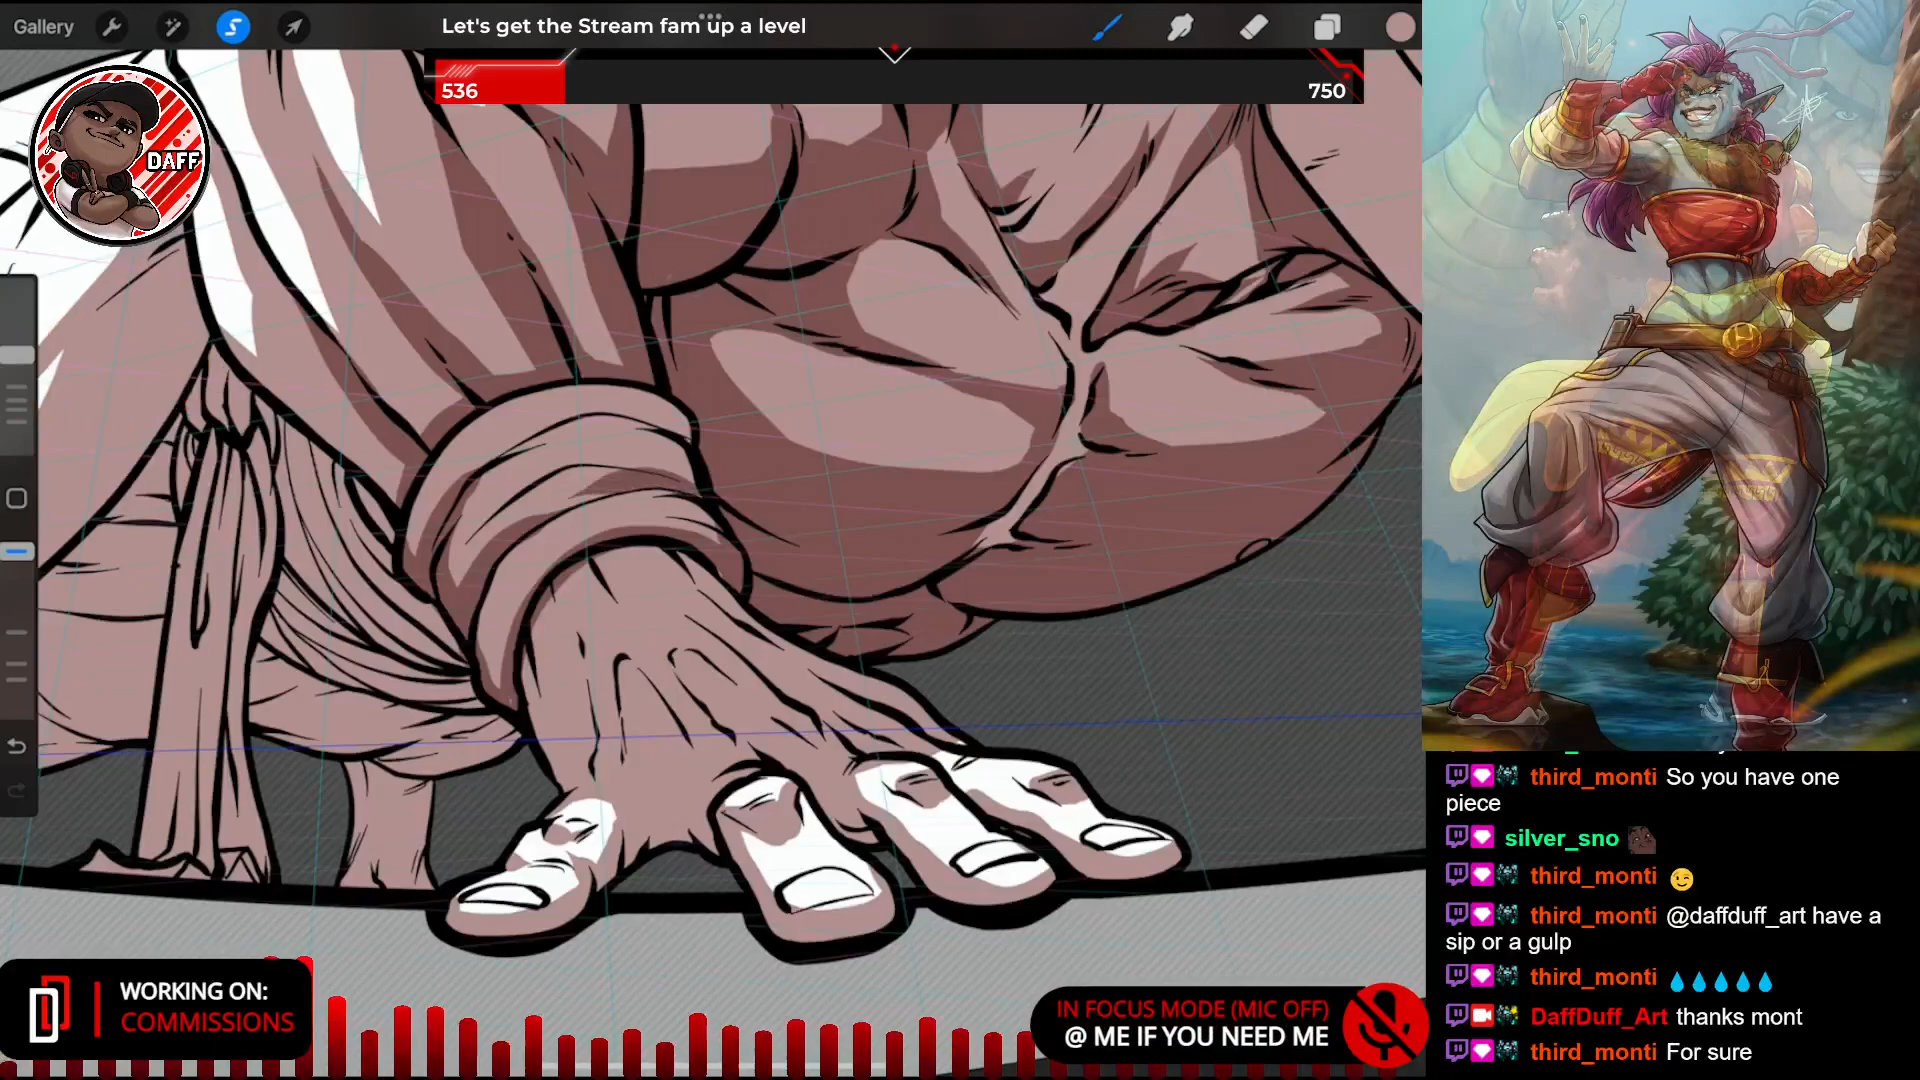 Gallery
Let's get the Stream fam up a level
536
750
DAFF
WORKING ON:
COMMISSIONS
IN FOCUS MODE (MIC OFF)
@ ME IF YOU NEED ME
third_monti So you have one
piece
silver_sno
third_monti 😉
third_monti @daffduff_art have a
sip or a gulp
third_monti 💧💧💧💧💧
DaffDuff_Art thanks mont
third_monti For sure